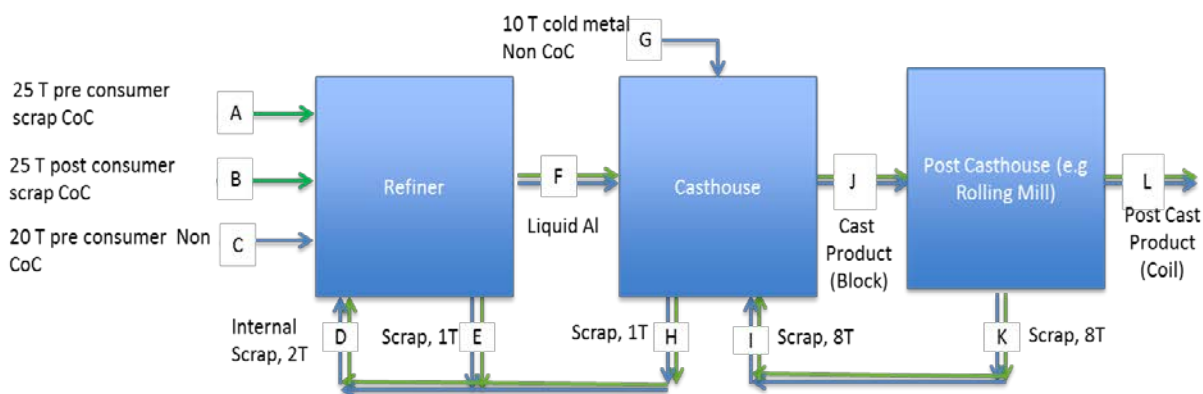 10 T cold metal
Non CoC
G
25 T pre consumer
scrap CoC
A
25 T post consumer
scrap CoC
B
20 T pre consumer Non
CoC
C
Refiner
F
Liquid Al
Casthouse
J
Cast
Product
(Block)
Post Casthouse (e.g
Rolling Mill)
L
Post Cast
Product
(Coil)
Internal
Scrap, 2T
D
Scrap, 1T
E
Scrap, 1T
H
I
Scrap, 8T
K
Scrap, 8T